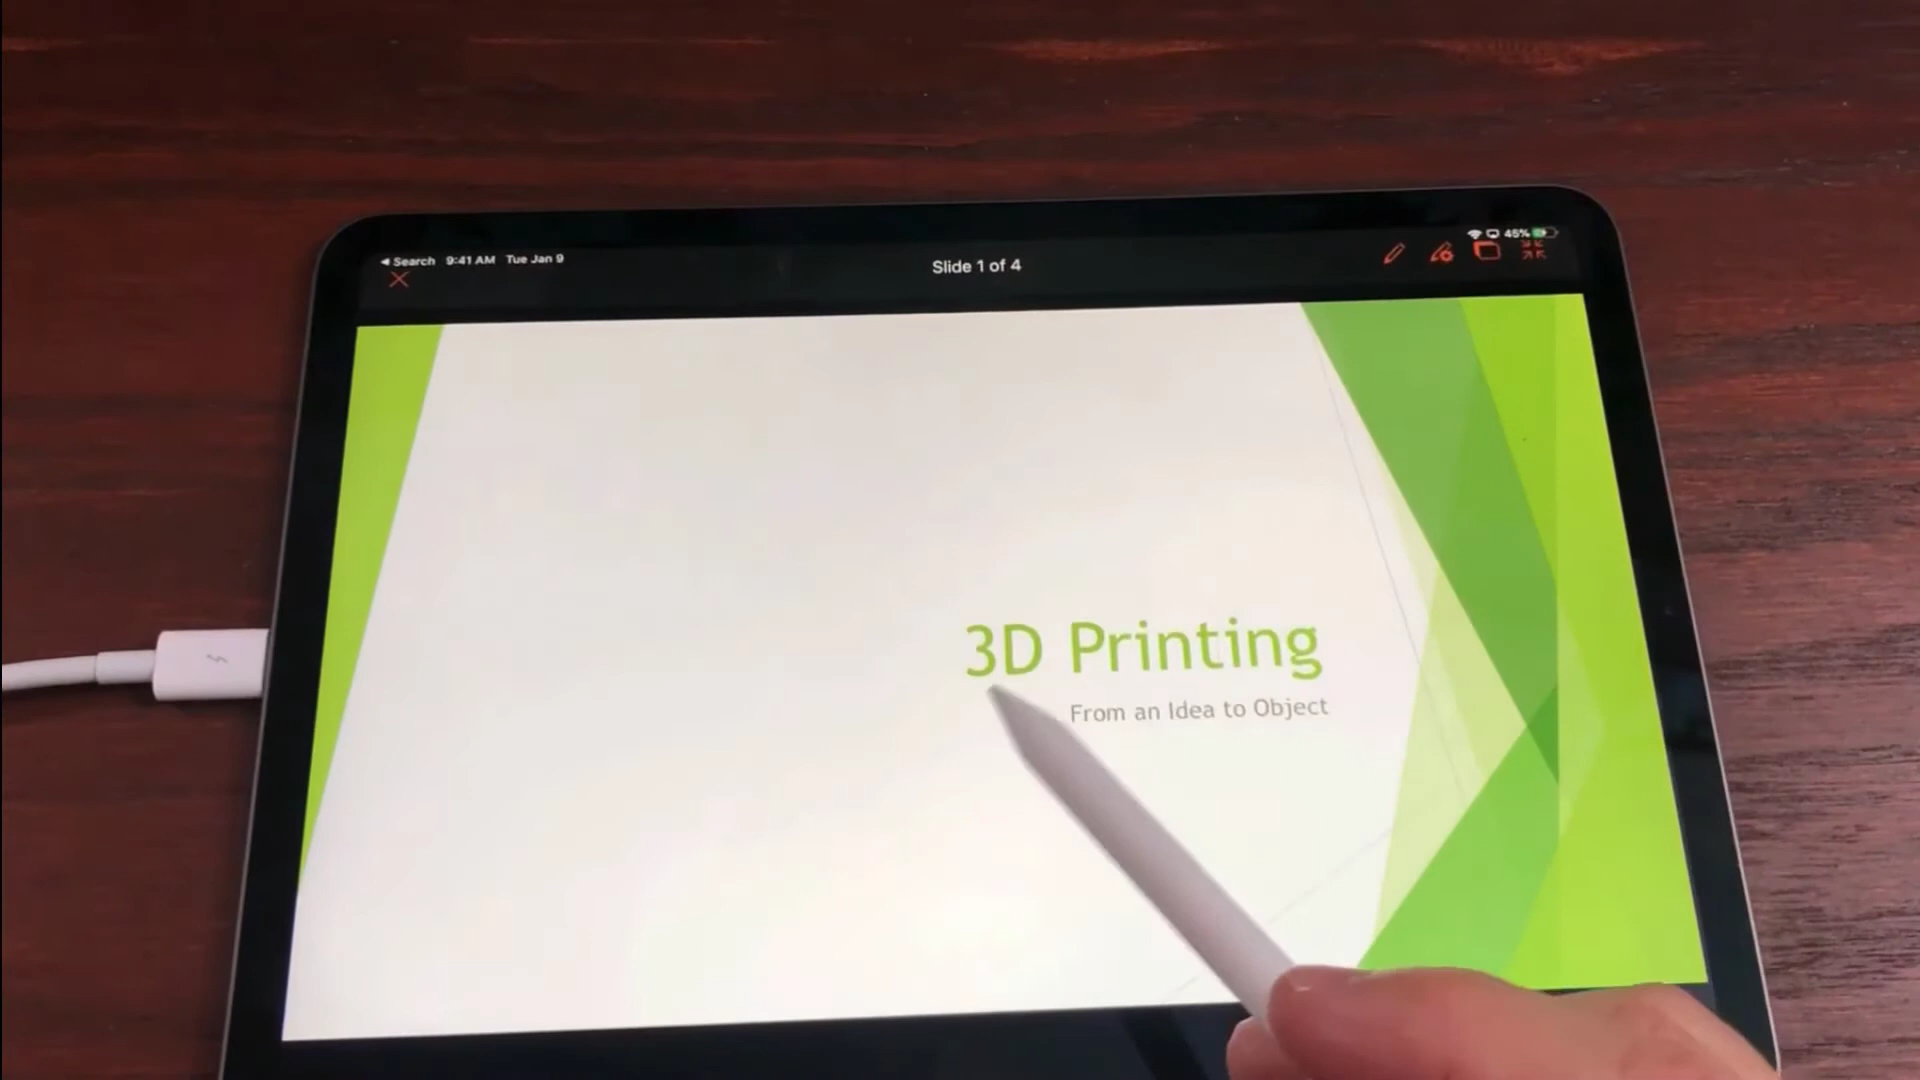 ◀ Search 9:41 AM Tue Jan 9
45%
Slide 1 of 4
3D Printing
From an Idea to Object